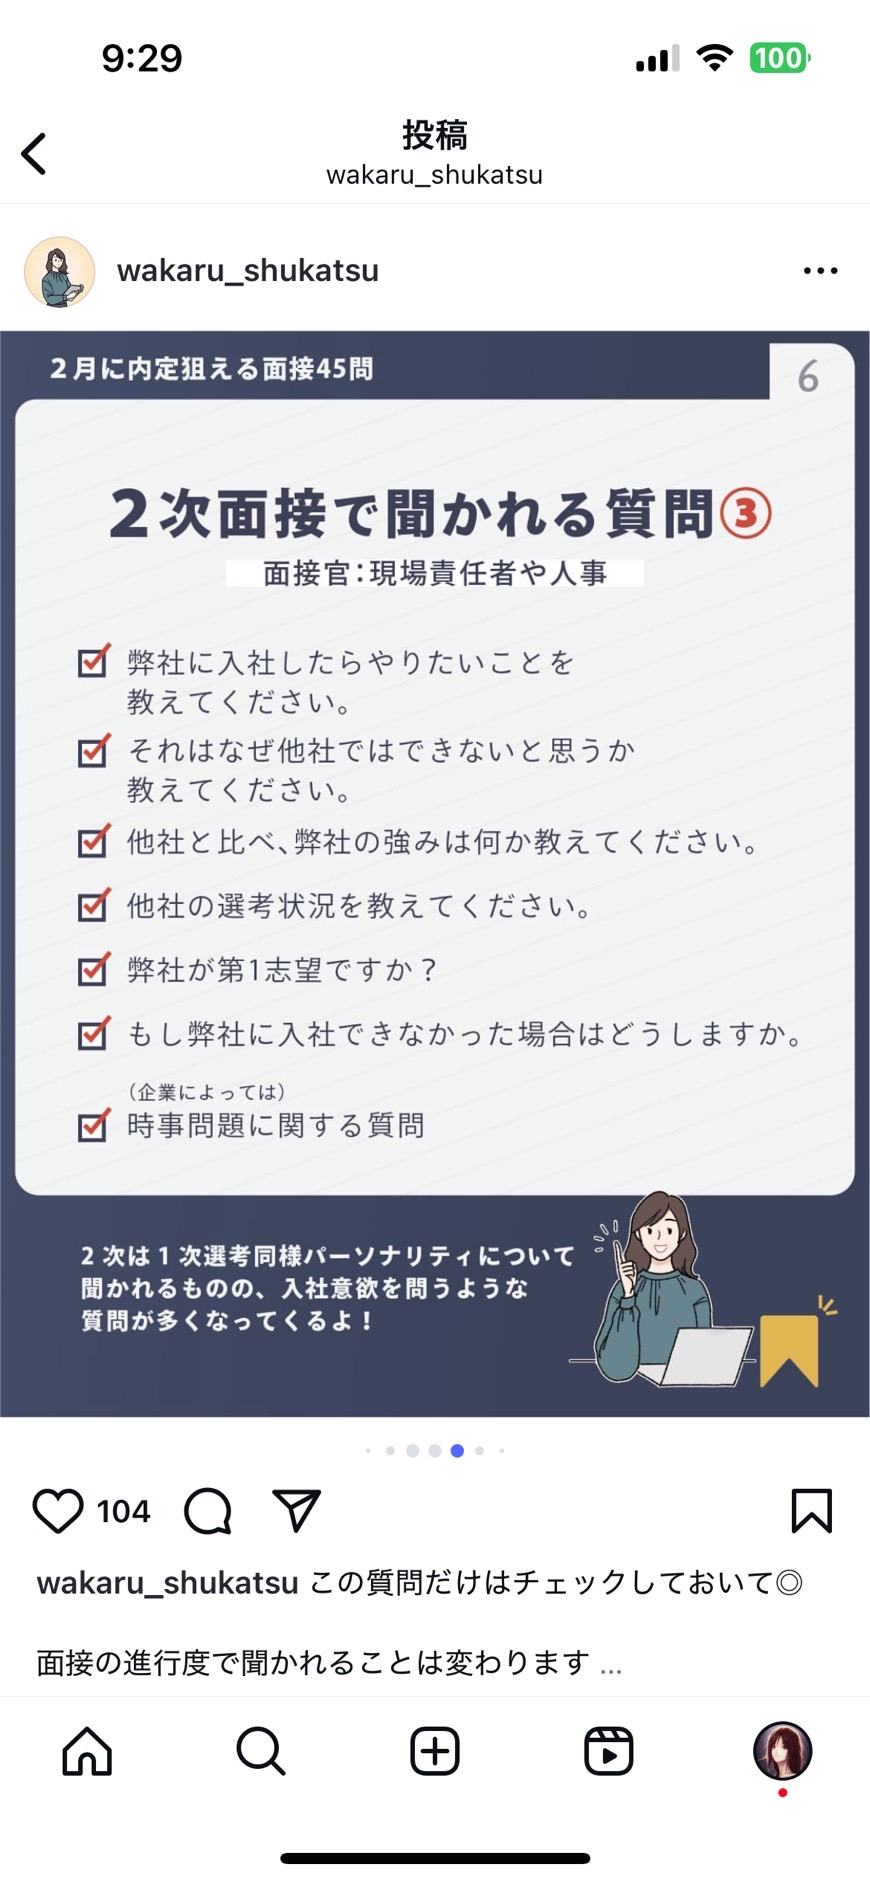 9:29
100
投稿
wakaru_shukatsu
wakaru_shukatsu
2月に内定狙える面接45問
6
2次面接で聞かれる質問③
面接官：現場責任者や人事
弊社に入社したらやりたいことを
教えてください。
それはなぜ他社ではできないと思うか
教えてください。
他社と比べ、弊社の強みは何か教えてください。
他社の選考状況を教えてください。
弊社が第1志望ですか？
もし弊社に入社できなかった場合はどうしますか。
（企業によっては）
時事問題に関する質問
2次は1次選考同様パーソナリティについて
聞かれるものの、入社意欲を問うような
質問が多くなってくるよ！
104
wakaru_shukatsu この質問だけはチェックしておいて◎
面接の進行度で聞かれることは変わります ...